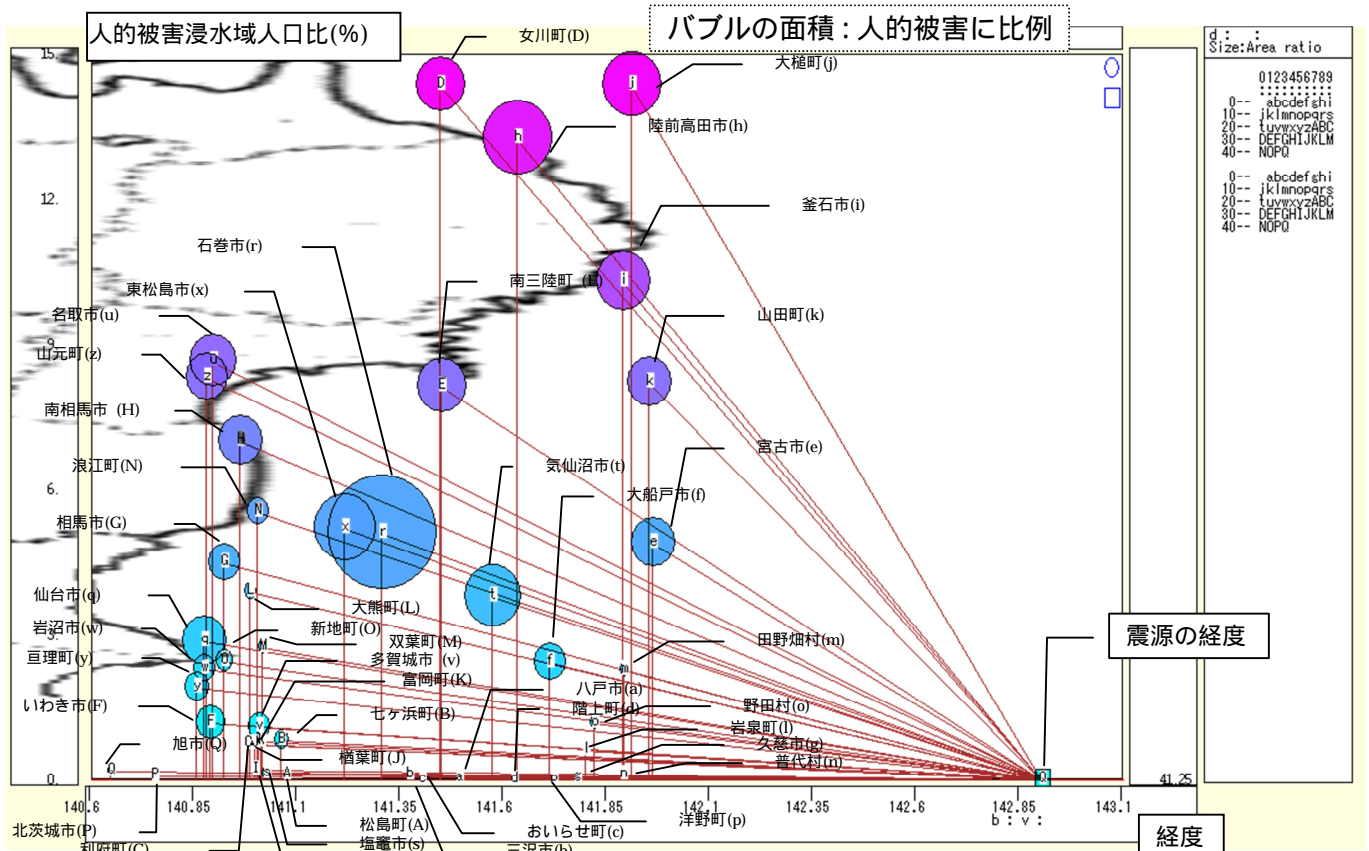 人的被害浸水域人口比(%)
バブルの面積：人的被害に比例
女川町(D)
大槌町(j)
陸前高田市(h)
釜石市(i)
石巻市(r)
南三陸町 (E)
東松島市(x)
名取市(u)
山田町(k)
山元町(z)
南相馬市 (H)
宮古市(e)
浪江町(N)
気仙沼市(t)
大船戸市(f)
相馬市(G)
仙台市(q)
大熊町(L)
岩沼市(w)
新地町(O)
双葉町(M)
田野畑村(m)
震源の経度
亘理町(y)
多賀城市 (v)
富岡町(K)
八戸市(a)
いわき市(F)
七ヶ浜町(B)
階上町(d)
野田村(o)
岩泉町(l)
旭市(Q)
楢葉町(J)
久慈市(g)
普代村(n)
15.
12.
9.
6.
3.
0.
41.25
140.6 140.85 141.1 141.35 141.6 141.85 142.1 142.35 142.6 142.85 143.1
b : v :
北茨城市(P)
松島町(A)
おいらせ町(c)
洋野町(p)
経度
利府町(C)
塩竈市(s)
三沢市(b)
D
j
h
i
u
z
E
k
H
N
x
r
e
G
t
L
q
M
w
O
f
m
y
F
v
B
o
l
Q
P
I
A
b
c
a
d
p
g
n
Q
d : :
Size:Area ratio
0123456789
0-- abcdefghi
10-- jklmnopqrs
20-- tuvwxyzABC
30-- DEFGHIJKLM
40-- NOPQ
0-- abcdefghi
10-- jklmnopqrs
20-- tuvwxyzABC
30-- DEFGHIJKLM
40-- NOPQ